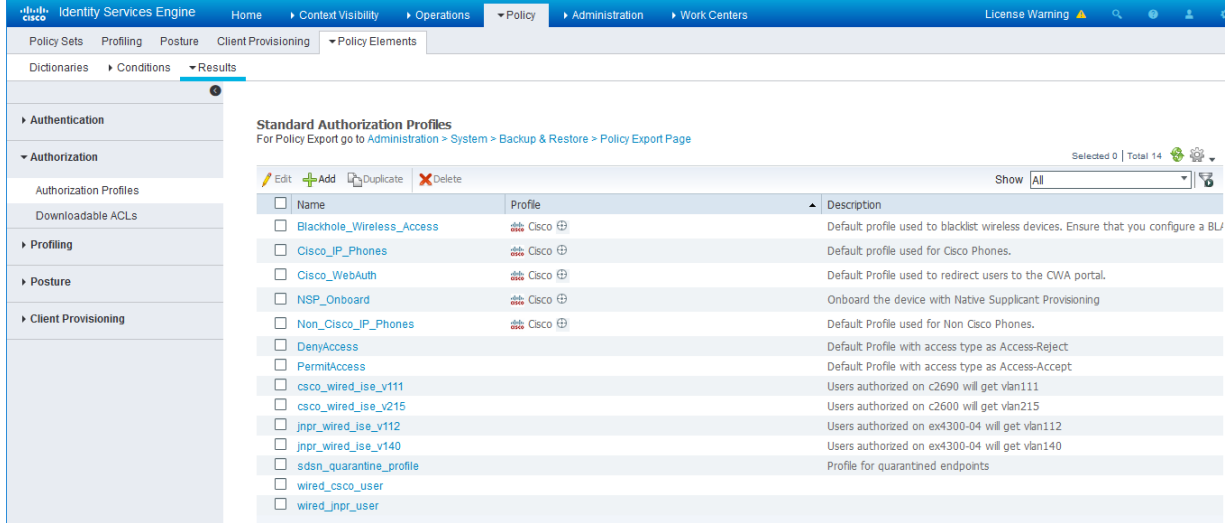 cisco Identity Services Engine Home Context Visibility Operations Policy Administration Work Centers License Warning
Policy Sets Profiling Posture Client Provisioning Policy Elements
Dictionaries Conditions Results
Authentication
Authorization
Authorization Profiles
Downloadable ACLs
Profiling
Posture
Client Provisioning
Standard Authorization Profiles
For Policy Export go to Administration > System > Backup & Restore > Policy Export Page
Selected 0 | Total 14
Edit Add Duplicate Delete Show All
Name Profile Description
Blackhole_Wireless_Access Cisco Default profile used to blacklist wireless devices. Ensure that you configure a BLA
Cisco_IP_Phones Cisco Default profile used for Cisco Phones.
Cisco_WebAuth Cisco Default Profile used to redirect users to the CWA portal.
NSP_Onboard Cisco Onboard the device with Native Supplicant Provisioning
Non_Cisco_IP_Phones Cisco Default Profile used for Non Cisco Phones.
DenyAccess Default Profile with access type as Access-Reject
PermitAccess Default Profile with access type as Access-Accept
csco_wired_ise_v111 Users authorized on c2690 will get vlan111
csco_wired_ise_v215 Users authorized on c2600 will get vlan215
jnpr_wired_ise_v112 Users authorized on ex4300-04 will get vlan112
jnpr_wired_ise_v140 Users authorized on ex4300-04 will get vlan140
sdsn_quarantine_profile Profile for quarantined endpoints
wired_csco_user
wired_jnpr_user